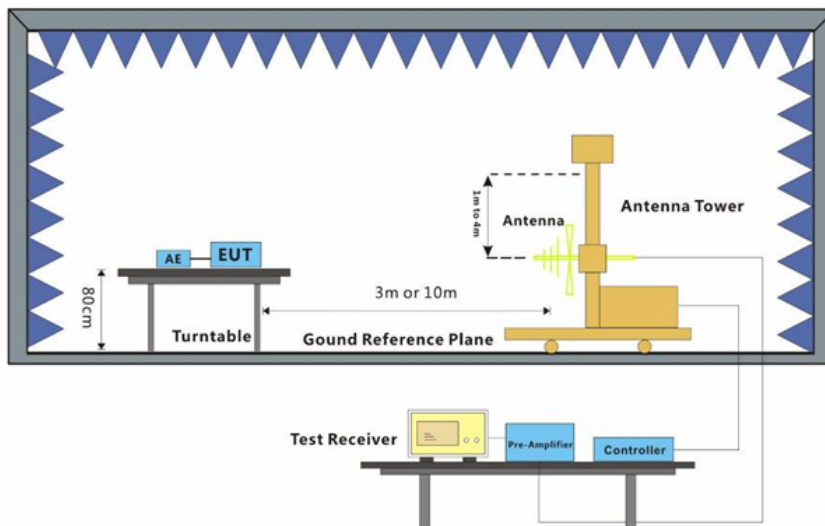 1m to 4m
Antenna
Antenna Tower
AE
EUT
80cm
3m or 10m
Turntable
Gound Reference Plane
Test Receiver
Pre-Amplifier
Controller